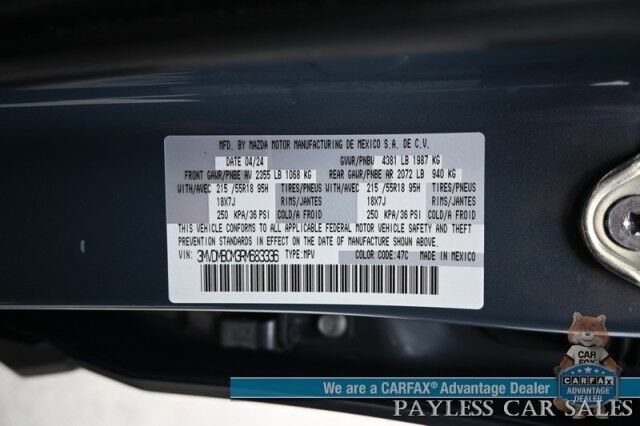 MFD. BY MAZDA MOTOR MANUFACTURING DE MEXICO S.A. DE C.V.
DATE 04/24 GVWR/PNBV 4381 LB 1987 KG
FRONT GAWR/PNBE AV 2355 LB 1068 KG REAR GAWR/PNBE AR 2072 LB 940 KG
WITH/AVEC 215 /55R18 95H TIRES/PNEUS WITH/AVEC 215 /55R18 95H TIRES/PNEUS
18X7J RIMS/JANTES 18X7J RIMS/JANTES
250 KPA/36 PSI COLD/A FROID 250 KPA/36 PSI COLD/A FROID
THIS VEHICLE CONFORMS TO ALL APPLICABLE FEDERAL MOTOR VEHICLE SAFETY AND THEFT
PREVENTION STANDARDS IN EFFECT ON THE DATE OF MANUFACTURE SHOWN ABOVE.
VIN: 3MVDMBCM3RM683336 TYPE: MPV COLOR CODE: 47C MADE IN MEXICO
CAR
FOX
We are a CARFAX® Advantage Dealer
CARFAX
ADVANTAGE
DEALER
PAYLESS CAR SALES